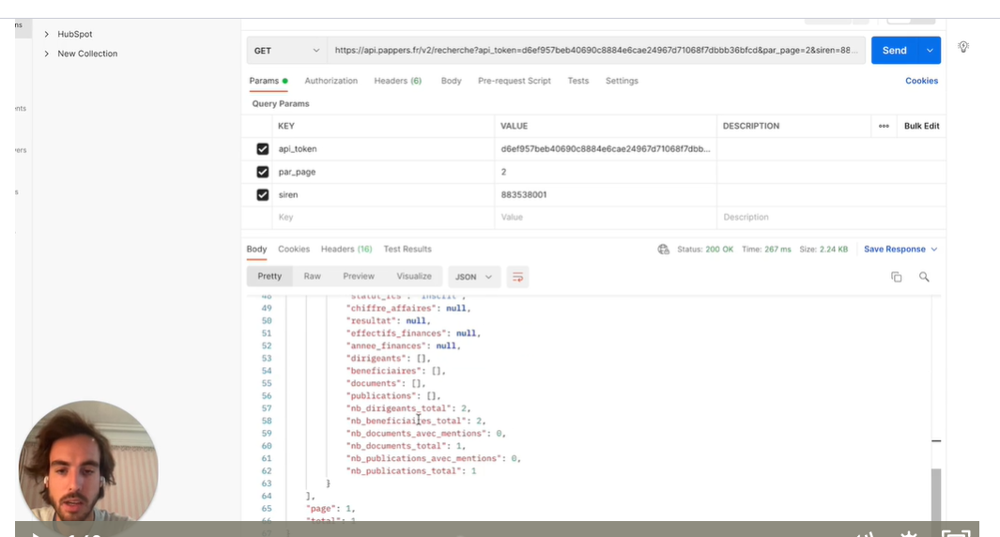 ns
HubSpot
New Collection
ents
vers
s
GET https://api.pappers.fr/v2/recherche?api_token=d6ef957beb40690c8884e6cae24967d71068f7dbbb36bfcd&par_page=2&siren=88... Send
Params Authorization Headers (6) Body Pre-request Script Tests Settings Cookies
Query Params
KEY VALUE DESCRIPTION ooo Bulk Edit
api_token d6ef957beb40690c8884e6cae24967d71068f7dbb...
par_page 2
siren 883538001
Key Value Description
Body Cookies Headers (16) Test Results Status: 200 OK Time: 267 ms Size: 2.24 KB Save Response
Pretty Raw Preview Visualize JSON
48 "statut_rcs": "Inscrit",
49 "chiffre_affaires": null,
50 "resultat": null,
51 "effectifs_finances": null,
52 "annee_finances": null,
53 "dirigeants": [],
54 "beneficiaires": [],
55 "documents": [],
56 "publications": [],
57 "nb_dirigeants_total": 2,
58 "nb_beneficiaires_total": 2,
59 "nb_documents_avec_mentions": 0,
60 "nb_documents_total": 1,
61 "nb_publications_avec_mentions": 0,
62 "nb_publications_total": 1
63 }
64 ],
65 "page": 1,
66 "total": 1
67 }